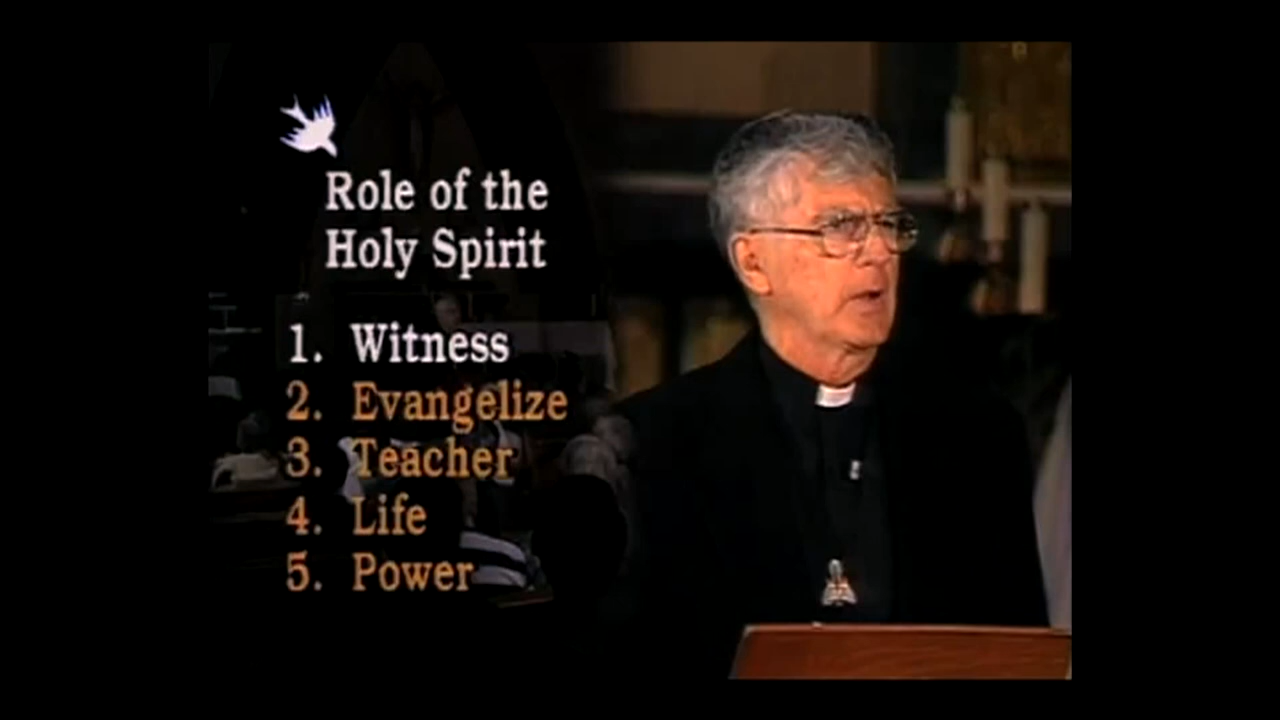 Role of the
Holy Spirit
1. Witness
2. Evangelize
3. Teacher
4. Life
5. Power